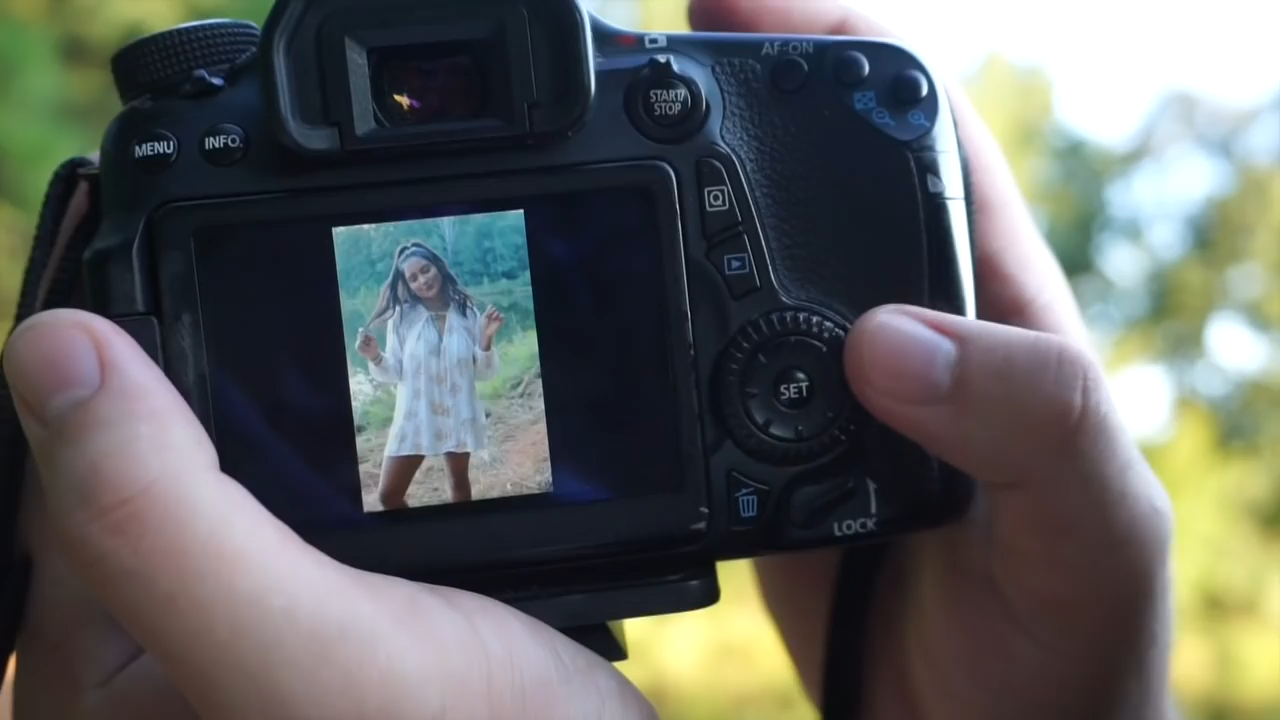 AF-ON
START/
STOP
MENU
INFO.
Q
SET
LOCK